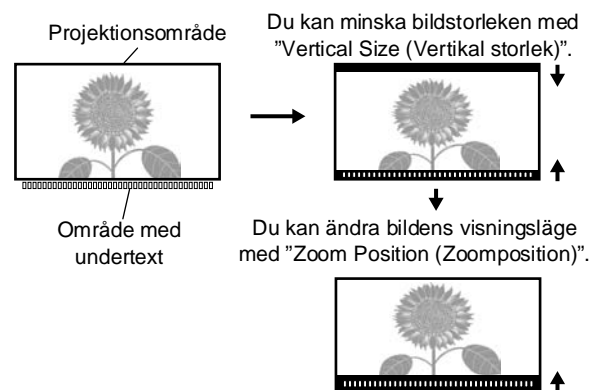 Projektionsområde
Du kan minska bildstorleken med
”Vertical Size (Vertikal storlek)”.
Område med
undertext
Du kan ändra bildens visningsläge
med ”Zoom Position (Zoomposition)”.